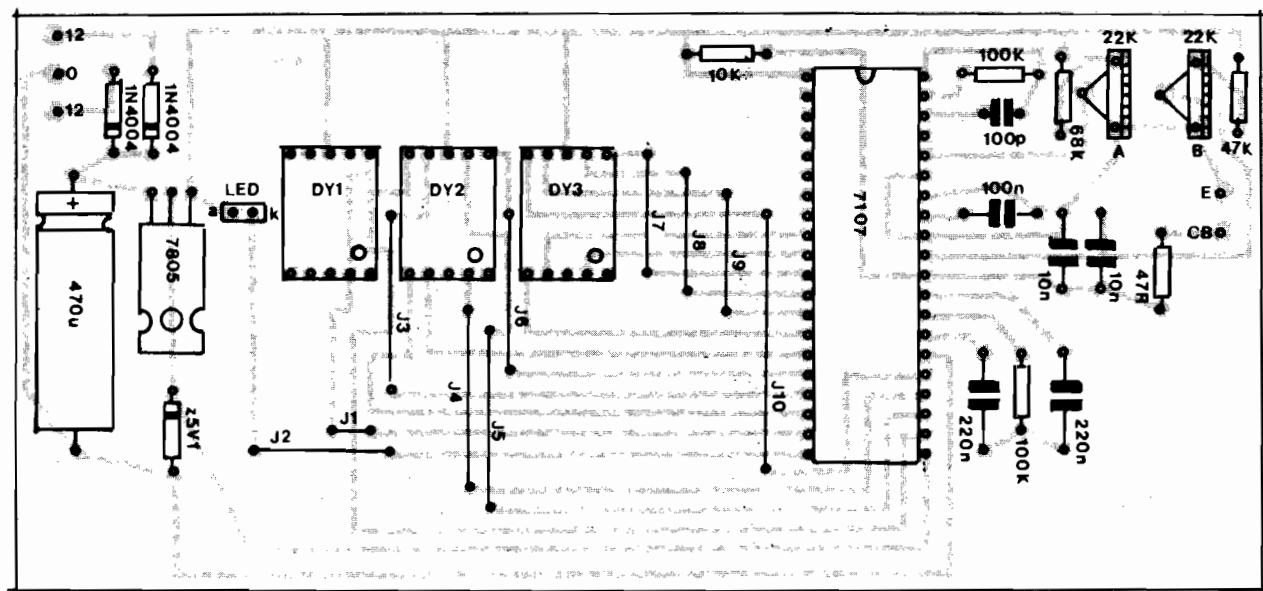 12
0
12
1N4004
1N4004
10K
100K
100p
68k
22K
A
22K
B
47K
LED
a
k
DY1
DY2
DY3
7107
100n
E
CB
+
470u
7805
J3
J6
J7
J8
J9
10n
10n
47R
z5V1
J1
J2
J4
J5
J10
220n
100K
220n